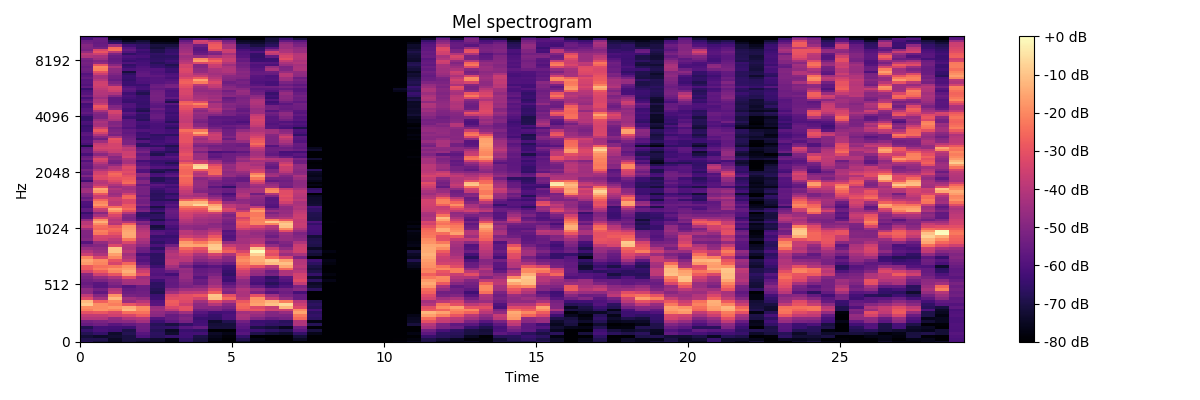 Mel spectrogram
8192
4096
2048
1024
512
0
Hz
0 5 10 15 20 25
Time
+0 dB
-10 dB
-20 dB
-30 dB
-40 dB
-50 dB
-60 dB
-70 dB
-80 dB